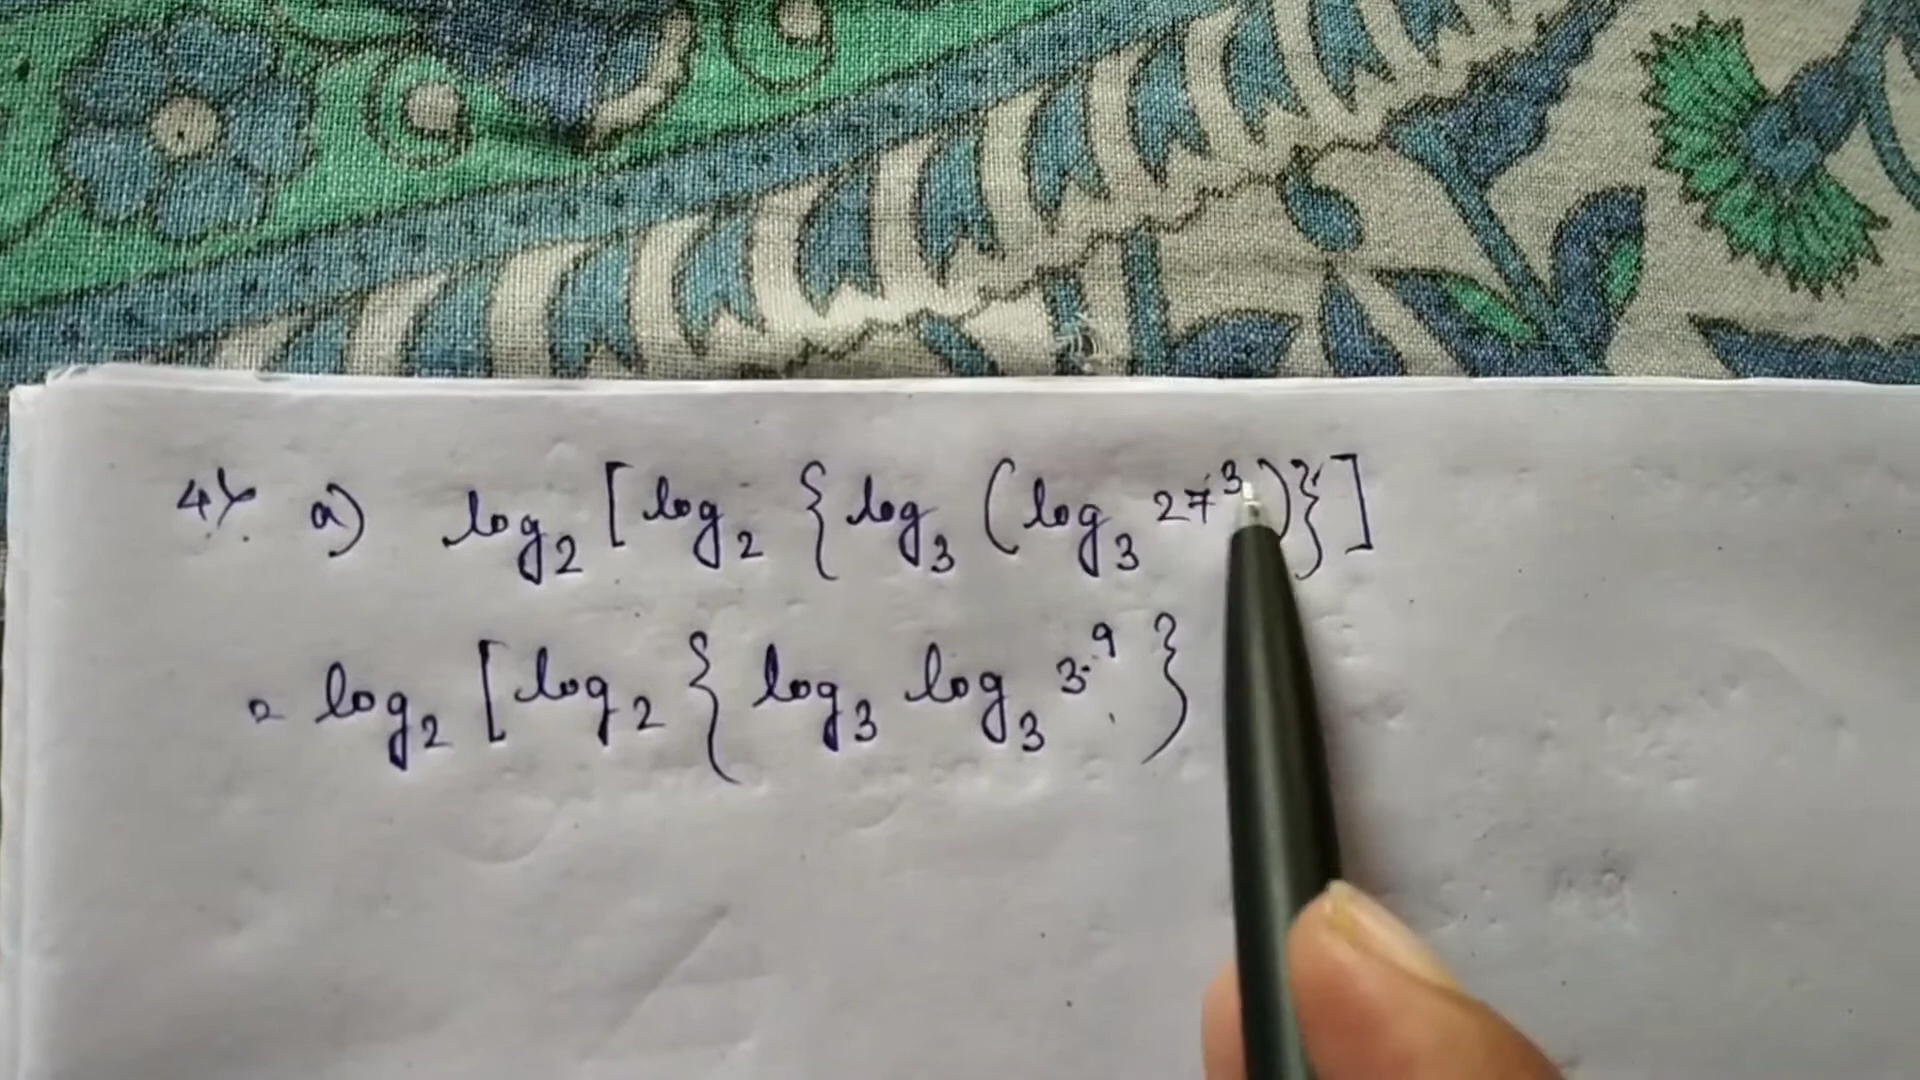 4) a) log₂ [log₂ {log₃ (log₃ 27³)}]
= log₂ [log₂ { log₃ log₃ 3⁹ }